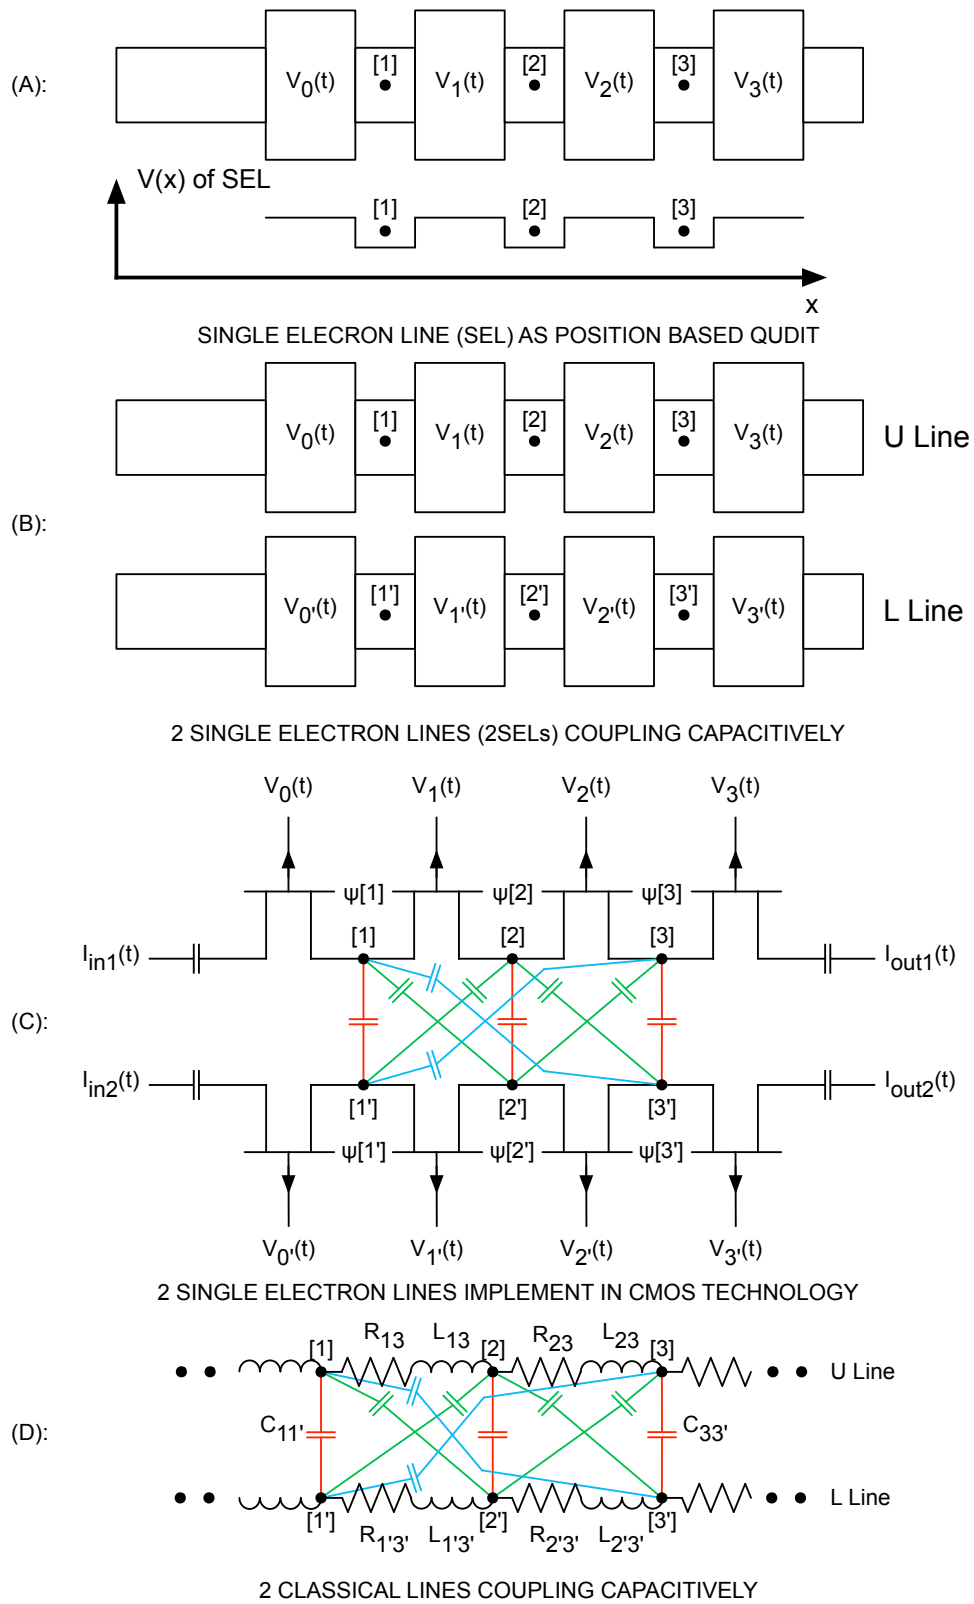 (A):
V0(t) [1] V1(t) [2] V2(t) [3] V3(t)
V(x) of SEL
[1] [2] [3]
x
SINGLE ELECRON LINE (SEL) AS POSITION BASED QUDIT
(B):
V0(t) [1] V1(t) [2] V2(t) [3] V3(t) U Line
V0'(t) [1'] V1'(t) [2'] V2'(t) [3'] V3'(t) L Line
2 SINGLE ELECTRON LINES (2SELs) COUPLING CAPACITIVELY
V0(t) V1(t) V2(t) V3(t)
ψ[1] ψ[2] ψ[3]
[1] [2] [3]
Iin1(t) Iout1(t)
(C):
Iin2(t) Iout2(t)
[1'] [2'] [3']
ψ[1'] ψ[2'] ψ[3']
V0'(t) V1'(t) V2'(t) V3'(t)
2 SINGLE ELECTRON LINES IMPLEMENT IN CMOS TECHNOLOGY
[1] R13 L13 [2] R23 L23 [3]
U Line
(D):
C11' C33'
L Line
[1'] R1'3' L1'3' [2'] R2'3' L2'3' [3']
2 CLASSICAL LINES COUPLING CAPACITIVELY